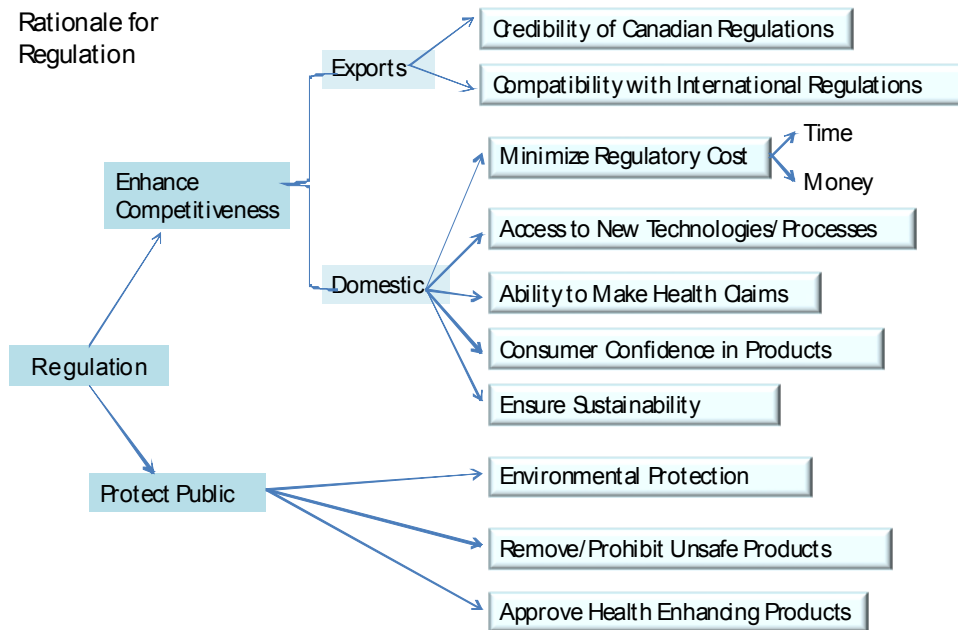 Rationale for
Regulation
Exports
Credibility of Canadian Regulations
Compatibility with International Regulations
Enhance
Competitiveness
Minimize Regulatory Cost
Time
Money
Access to New Technologies/ Processes
Domestic
Ability to Make Health Claims
Consumer Confidence in Products
Ensure Sustainability
Regulation
Protect Public
Environmental Protection
Remove/Prohibit Unsafe Products
Approve Health Enhancing Products